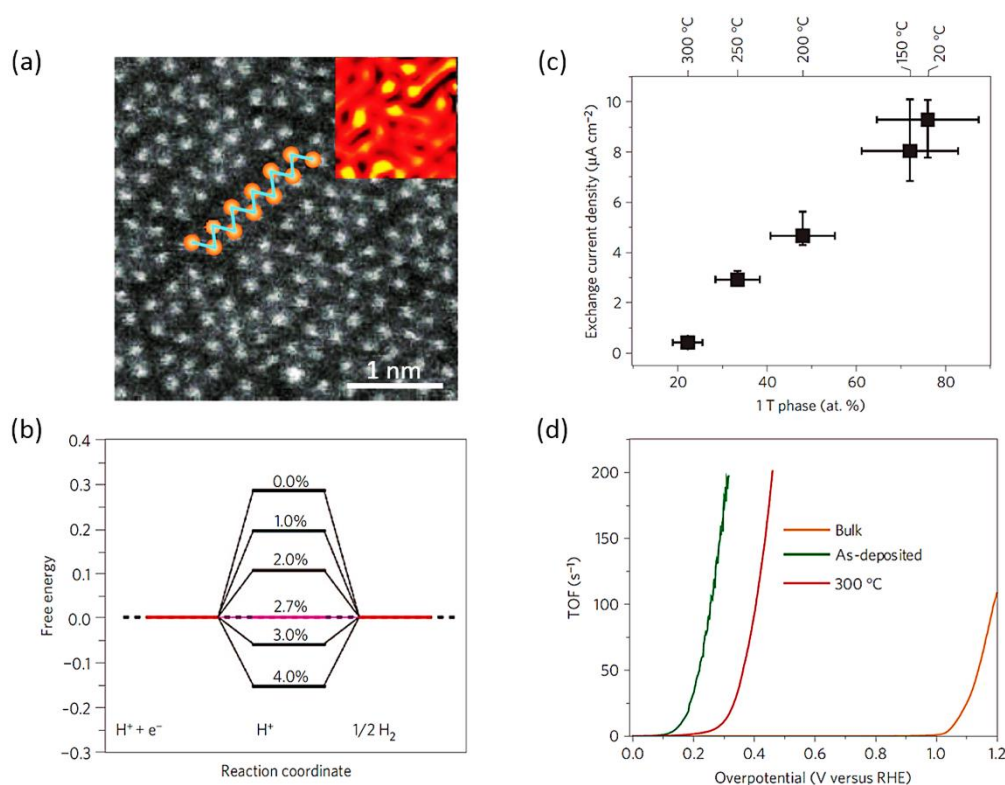 (a)
1 nm
(b)
0.4
0.3
0.2
0.1
0.0
−0.1
−0.2
−0.3
Free energy
0.0%
1.0%
2.0%
2.7%
3.0%
4.0%
H⁺ + e⁻
H⁺
1/2 H₂
Reaction coordinate
(c)
300 °C
250 °C
200 °C
150 °C
20 °C
10
8
6
4
2
0
Exchange current density (μA cm⁻²)
20
40
60
80
1 T phase (at. %)
(d)
200
150
100
50
0
TOF (s⁻¹)
Bulk
As-deposited
300 °C
0.0
0.2
0.4
0.6
0.8
1.0
1.2
Overpotential (V versus RHE)